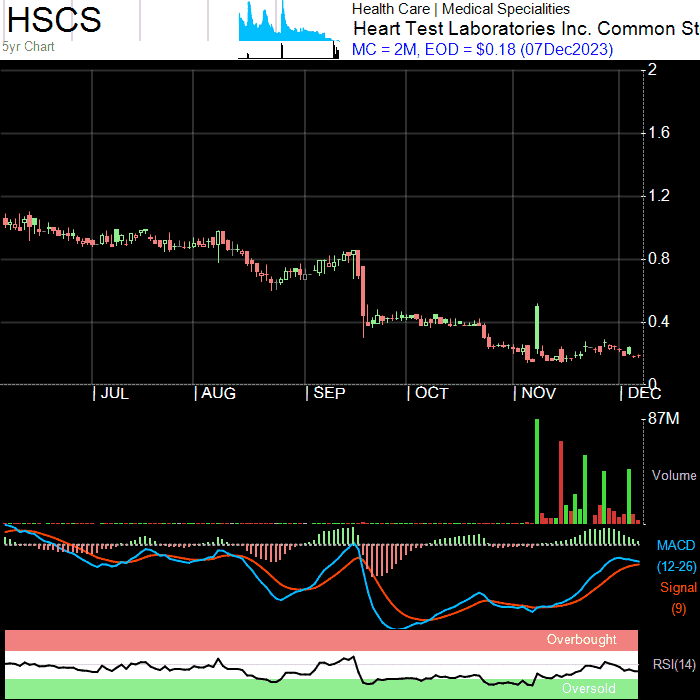 HSCS
5yr Chart
Health Care | Medical Specialities
Heart Test Laboratories Inc. Common St
MC = 2M, EOD = $0.18 (07Dec2023)
2
1.6
1.2
0.8
0.4
0
| JUL | AUG | SEP | OCT | NOV | DEC
87M
Volume
MACD
(12-26)
Signal
(9)
Overbought
RSI(14)
Oversold